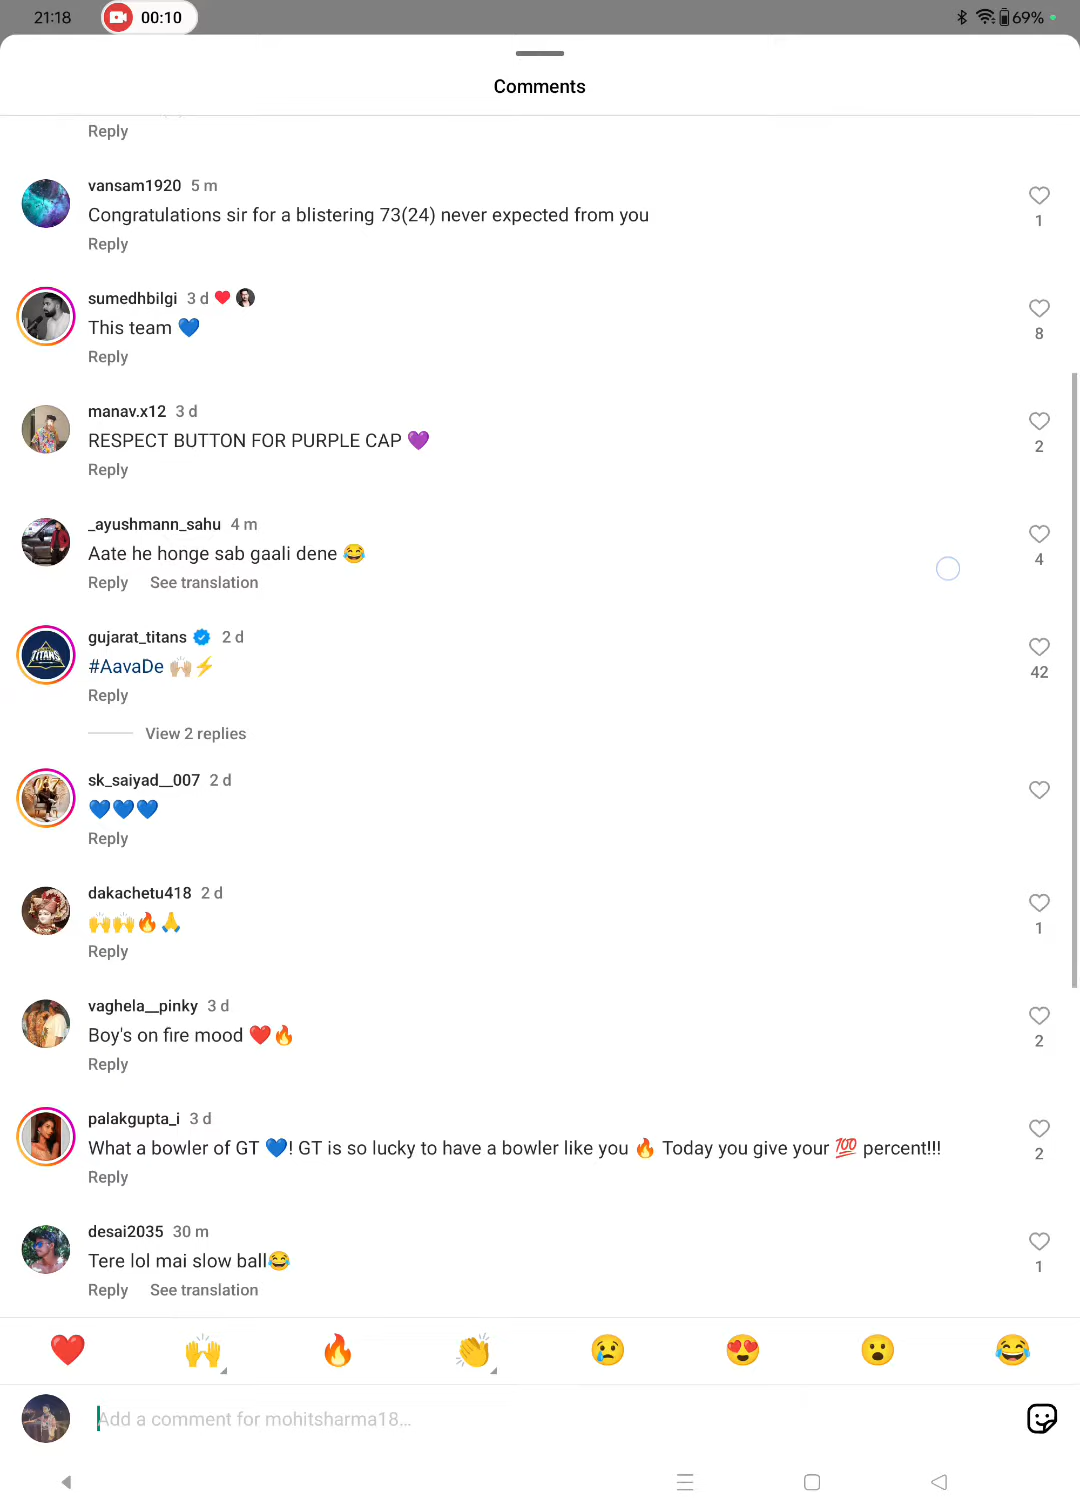 21:18
00:10
69%
Comments
Reply
vansam1920 5 m
Congratulations sir for a blistering 73(24) never expected from you
1
Reply
sumedhbilgi 3 d
This team 💙
8
Reply
manav.x12 3 d
RESPECT BUTTON FOR PURPLE CAP 💜
2
Reply
_ayushmann_sahu 4 m
Aate he honge sab gaali dene 😂
4
Reply See translation
gujarat_titans 2 d
#AavaDe 🙌🏼⚡
42
Reply
View 2 replies
sk_saiyad__007 2 d
💙💙💙
Reply
dakachetu418 2 d
🙌🙌🔥🙏
1
Reply
vaghela__pinky 3 d
Boy's on fire mood ❤️🔥
2
Reply
palakgupta_i 3 d
What a bowler of GT 💙! GT is so lucky to have a bowler like you 🔥 Today you give your 💯 percent!!!
2
Reply
desai2035 30 m
Tere lol mai slow ball😂
1
Reply See translation
Add a comment for mohitsharma18...